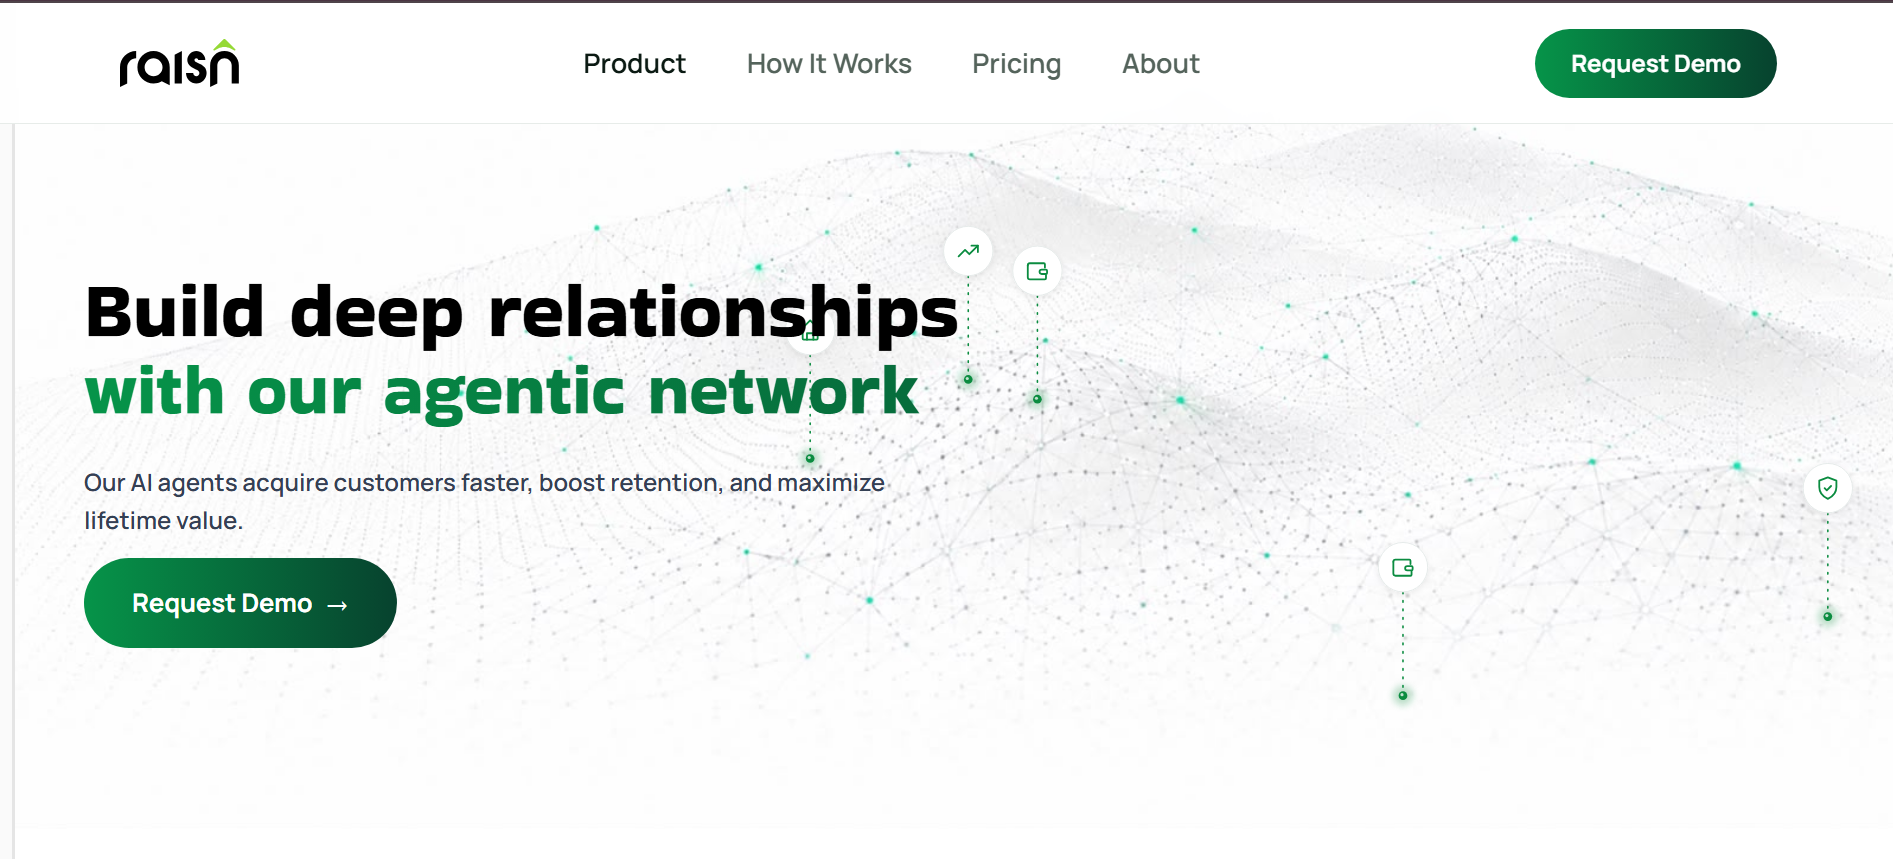 raisn
Product
How It Works
Pricing
About
Request Demo
Build deep relationships
with our agentic network
Our AI agents acquire customers faster, boost retention, and maximize
lifetime value.
Request Demo →